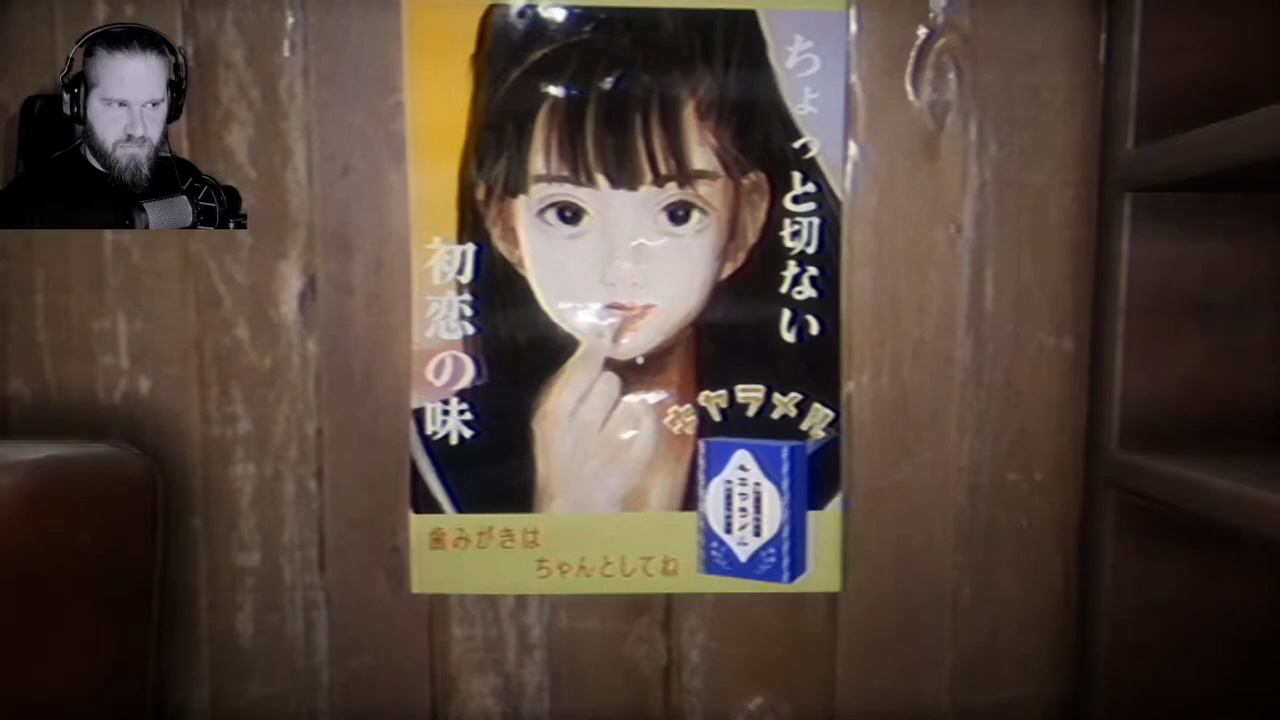 ちょっと切ない
初恋の味
キャラメル
歯みがきは
ちゃんとしてね